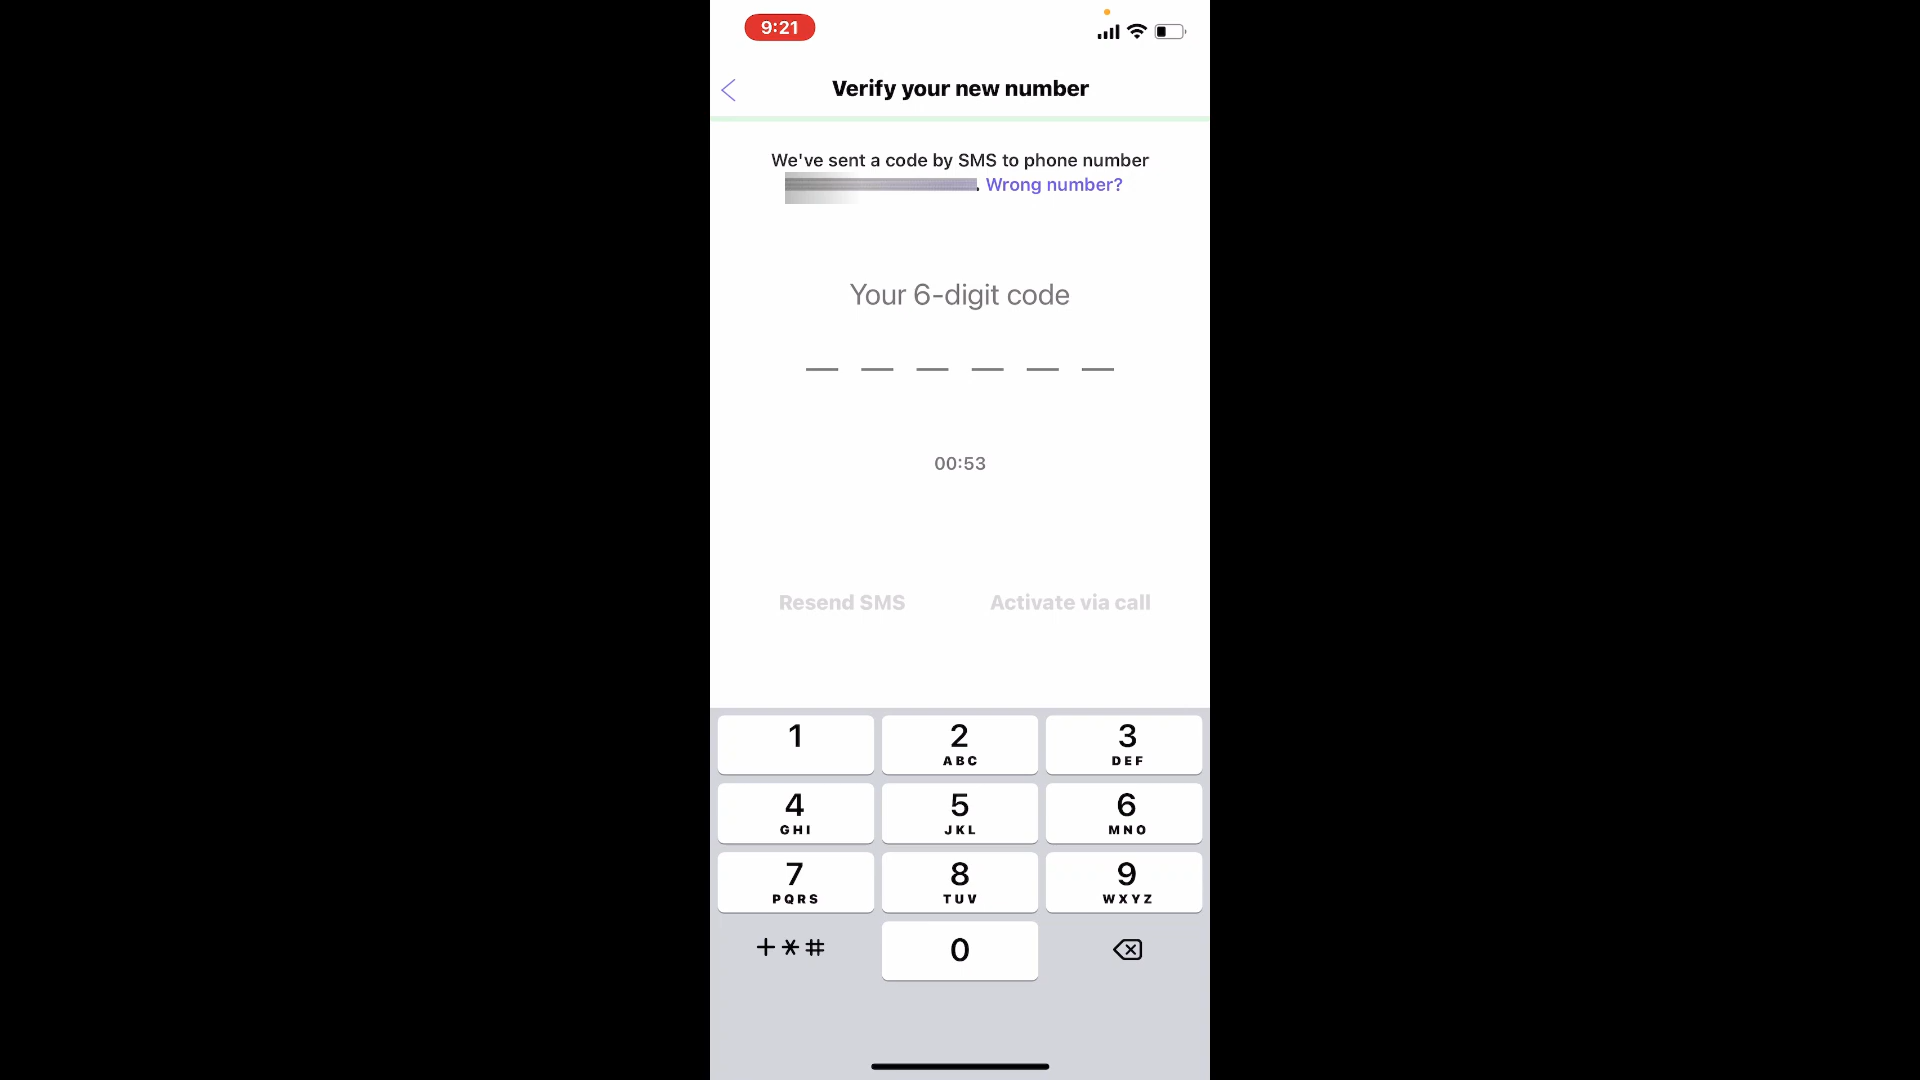 9:21
Verify your new number
We've sent a code by SMS to phone number
. Wrong number?
Your 6-digit code
00:53
Resend SMS Activate via call
1 2 3
ABC DEF
4 5 6
GHI JKL MNO
7 8 9
PQRS TUV WXYZ
+*# 0